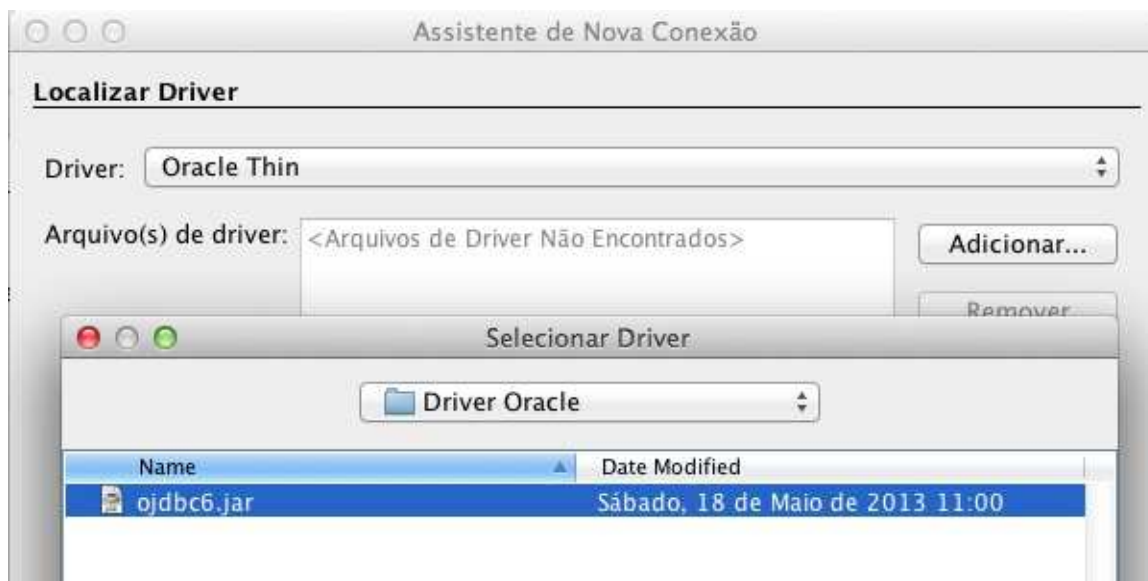 Assistente de Nova Conexão
Localizar Driver
Driver: Oracle Thin
Arquivo(s) de driver: <Arquivos de Driver Não Encontrados> Adicionar...
Remover
Selecionar Driver
Driver Oracle
Name Date Modified
ojdbc6.jar Sábado, 18 de Maio de 2013 11:00